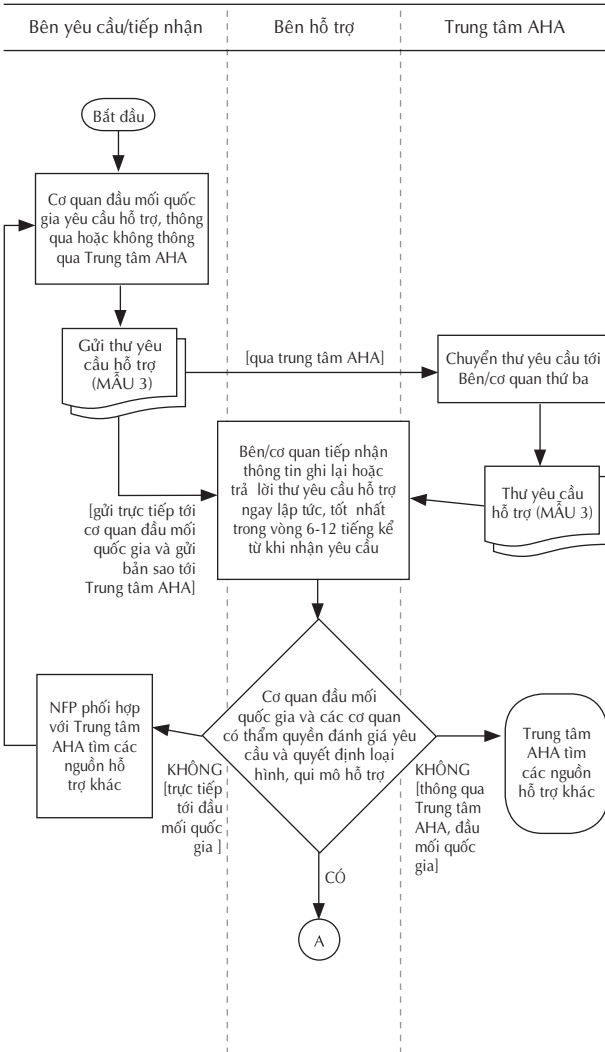 Bên yêu cầu/tiếp nhận
Bên hỗ trợ
Trung tâm AHA
Bắt đầu
Cơ quan đầu mối quốc
gia yêu cầu hỗ trợ, thông
qua hoặc không thông
qua Trung tâm AHA
Gửi thư yêu
cầu hỗ trợ
(MẪU 3)
[qua trung tâm AHA]
Chuyển thư yêu cầu tới
Bên/cơ quan thứ ba
Thư yêu cầu
hỗ trợ (MẪU 3)
[gửi trực tiếp tới
cơ quan đầu mối
quốc gia và gửi
bản sao tới
Trung tâm AHA]
Bên/cơ quan tiếp nhận
thông tin ghi lại hoặc
trả lời thư yêu cầu hỗ trợ
ngay lập tức, tốt nhất
trong vòng 6-12 tiếng kể
từ khi nhận yêu cầu
Cơ quan đầu mối
quốc gia và các cơ quan
có thẩm quyền đánh giá yêu
cầu và quyết định loại
hình, qui mô hỗ trợ
NFP phối hợp
với Trung tâm
AHA tìm các
nguồn hỗ
trợ khác
KHÔNG
[trực tiếp
tới đầu
mối quốc
gia ]
KHÔNG
[thông qua
Trung tâm
AHA, đầu
mối quốc
gia]
Trung tâm
AHA tìm
các nguồn
hỗ trợ khác
CÓ
A